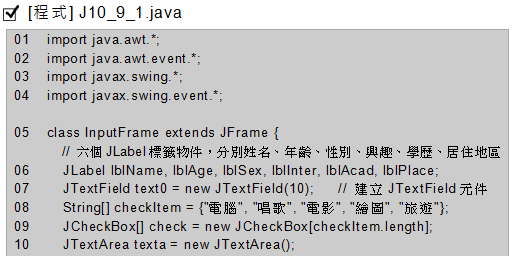 [程式] J10_9_1.java
01 import java.awt.*;
02 import java.awt.event.*;
03 import javax.swing.*;
04 import javax.swing.event.*;
05 class InputFrame extends JFrame {
// 六個 JLabel 標籤物件，分別姓名、年齡、性別、興趣、學歷、居住地區
06 JLabel lblName, lblAge, lblSex, lblInter, lblAcad, lblPlace;
07 JTextField text0 = new JTextField(10); // 建立 JTextField 元件
08 String[] checkItem = {"電腦", "唱歌", "電影", "繪圖", "旅遊"};
09 JCheckBox[] check = new JCheckBox[checkItem.length];
10 JTextArea texta = new JTextArea();